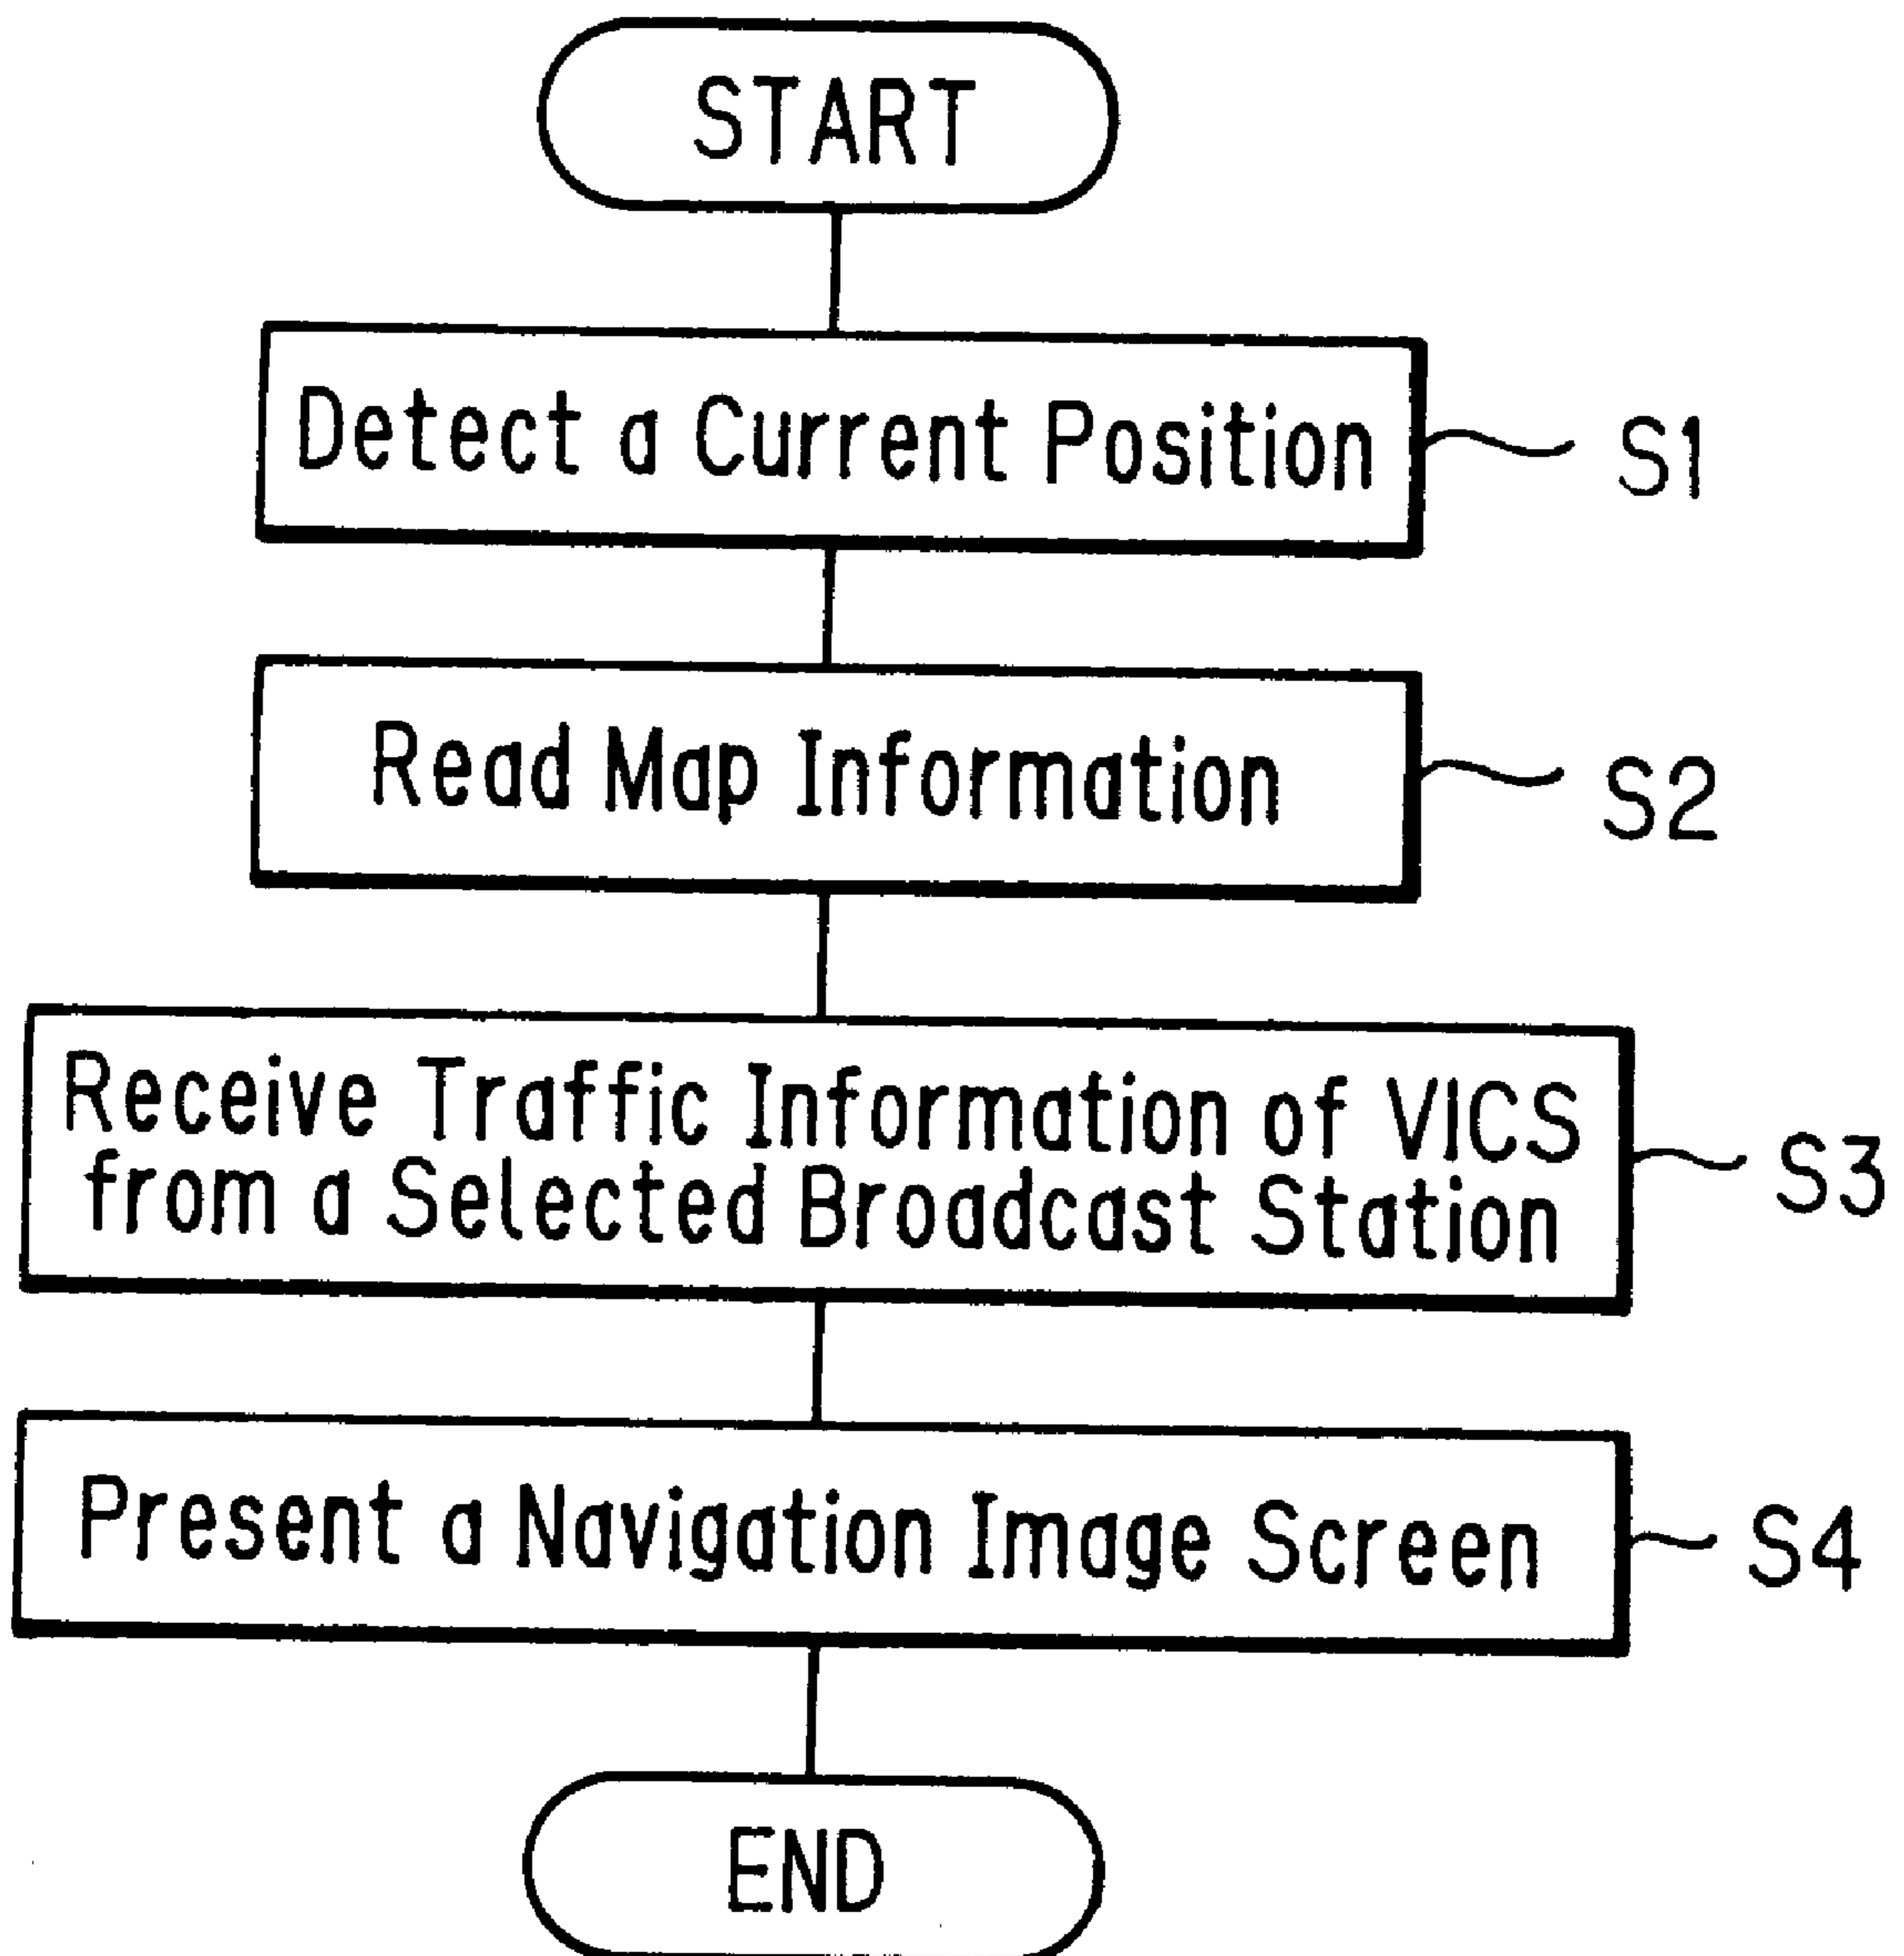 START
Detect a Current Position
S1
Read Map Information
S2
Receive Traffic Information of VICS
from a Selected Broadcast Station
S3
Present a Navigation Image Screen
S4
END